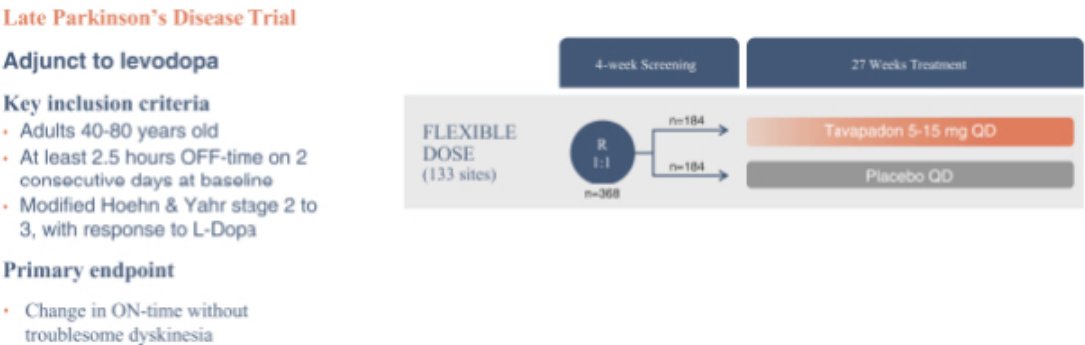 Late Parkinson's Disease Trial
Adjunct to levodopa
Key inclusion criteria
• Adults 40-80 years old
• At least 2.5 hours OFF-time on 2
consecutive days at baseline
• Modified Hoehn & Yahr stage 2 to
3, with response to L-Dopa
Primary endpoint
• Change in ON-time without
troublesome dyskinesia
4-week Screening
27 Weeks Treatment
FLEXIBLE
DOSE
(133 sites)
R
1:1
n=368
n=184
n=184
Tavapadon 5-15 mg QD
Placebo QD